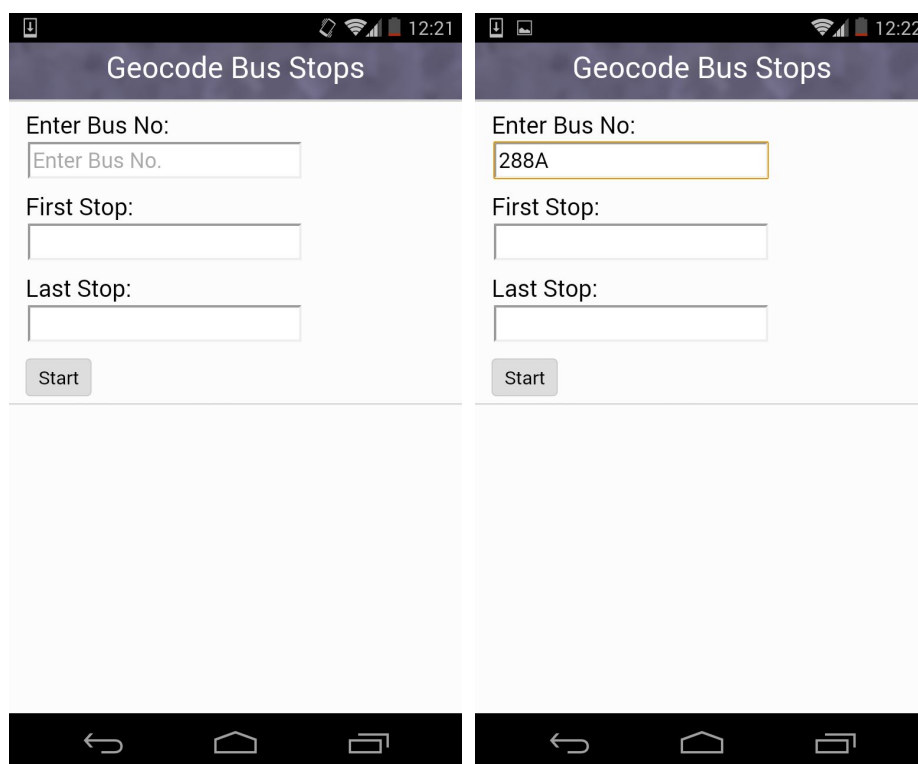 12:21
Geocode Bus Stops
Enter Bus No:
Enter Bus No.
First Stop:
Last Stop:
Start
12:22
Geocode Bus Stops
Enter Bus No:
288A
First Stop:
Last Stop:
Start